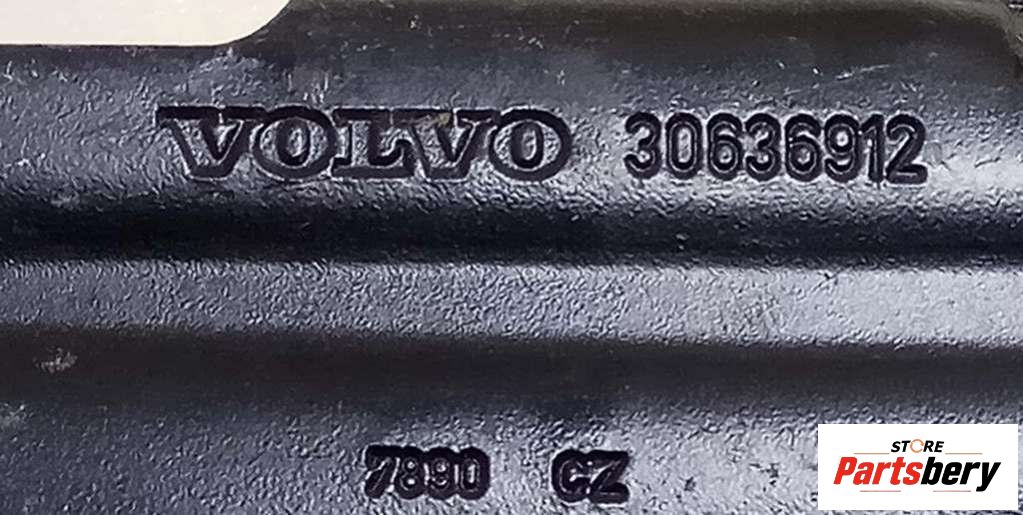 VOLVO 30636912
7890 CZ
STORE
Partsbery